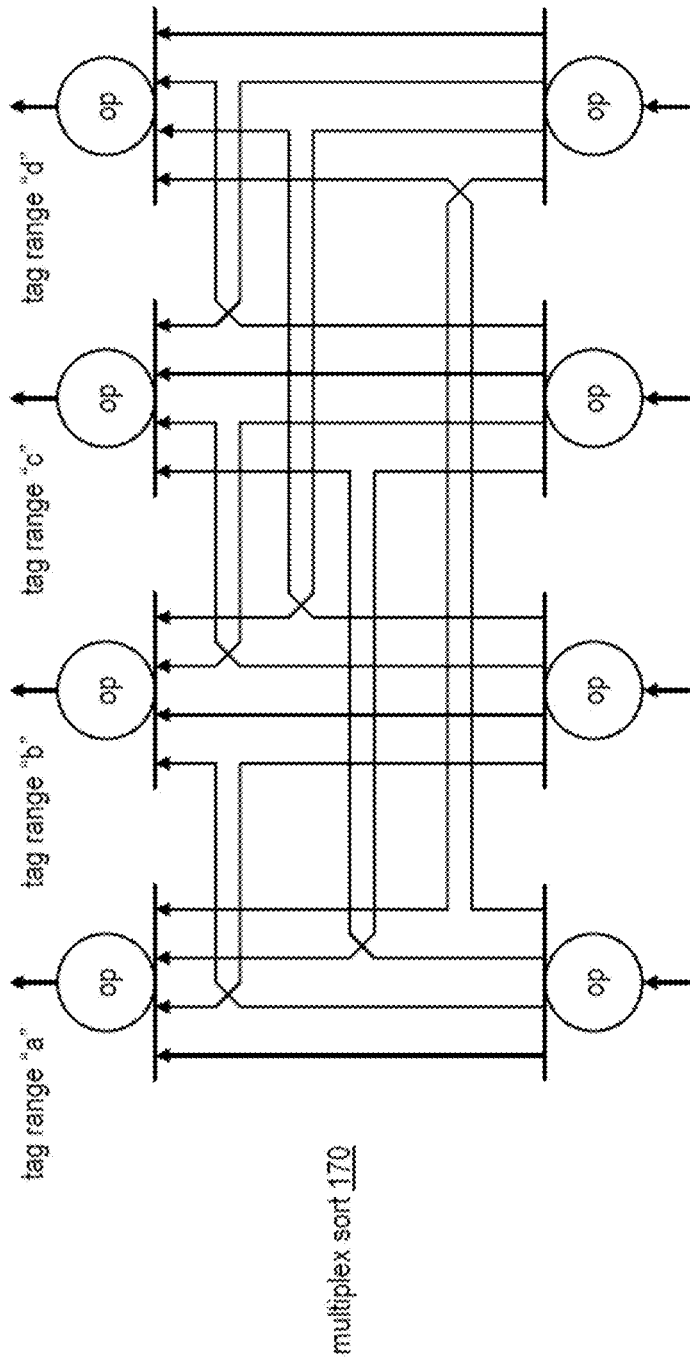 multiplex sort 170
tag range "a"
tag range "b"
tag range "c"
tag range "d"
op
op
op
op
op
op
op
op